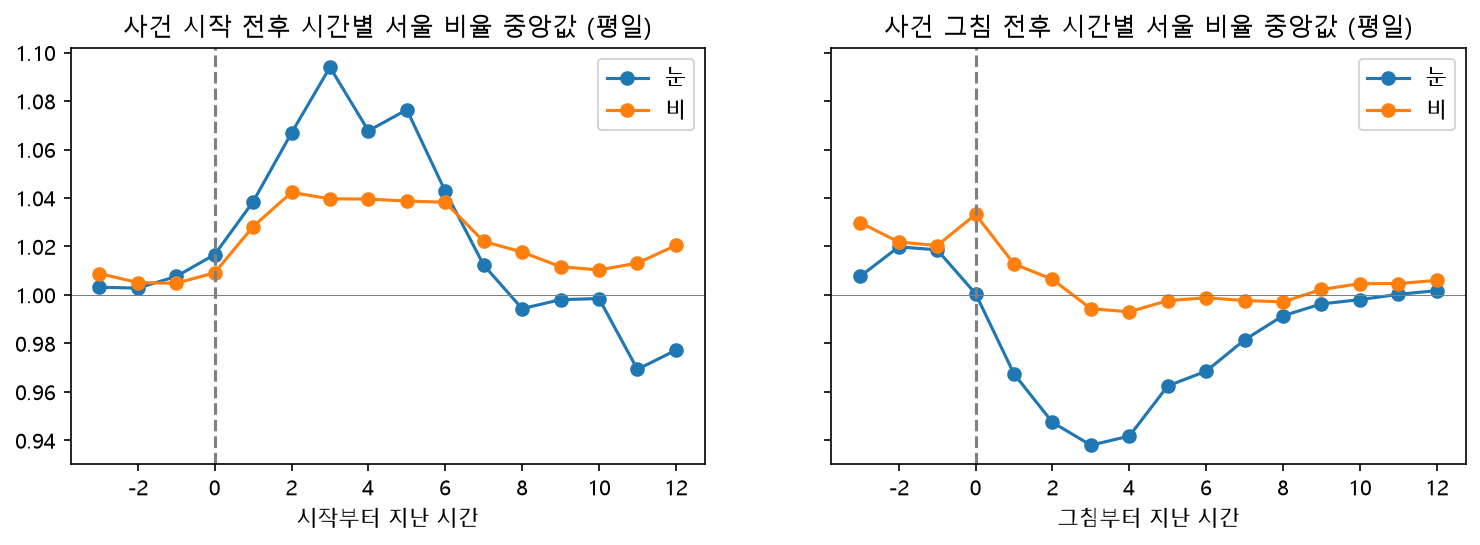 사건 시작 전후 시간별 서울 비율 중앙값 (평일)
1.10
1.08
1.06
1.04
1.02
1.00
0.98
0.96
0.94
-2 0 2 4 6 8 10 12
시작부터 지난 시간
눈
비
사건 그침 전후 시간별 서울 비율 중앙값 (평일)
-2 0 2 4 6 8 10 12
그침부터 지난 시간
눈
비